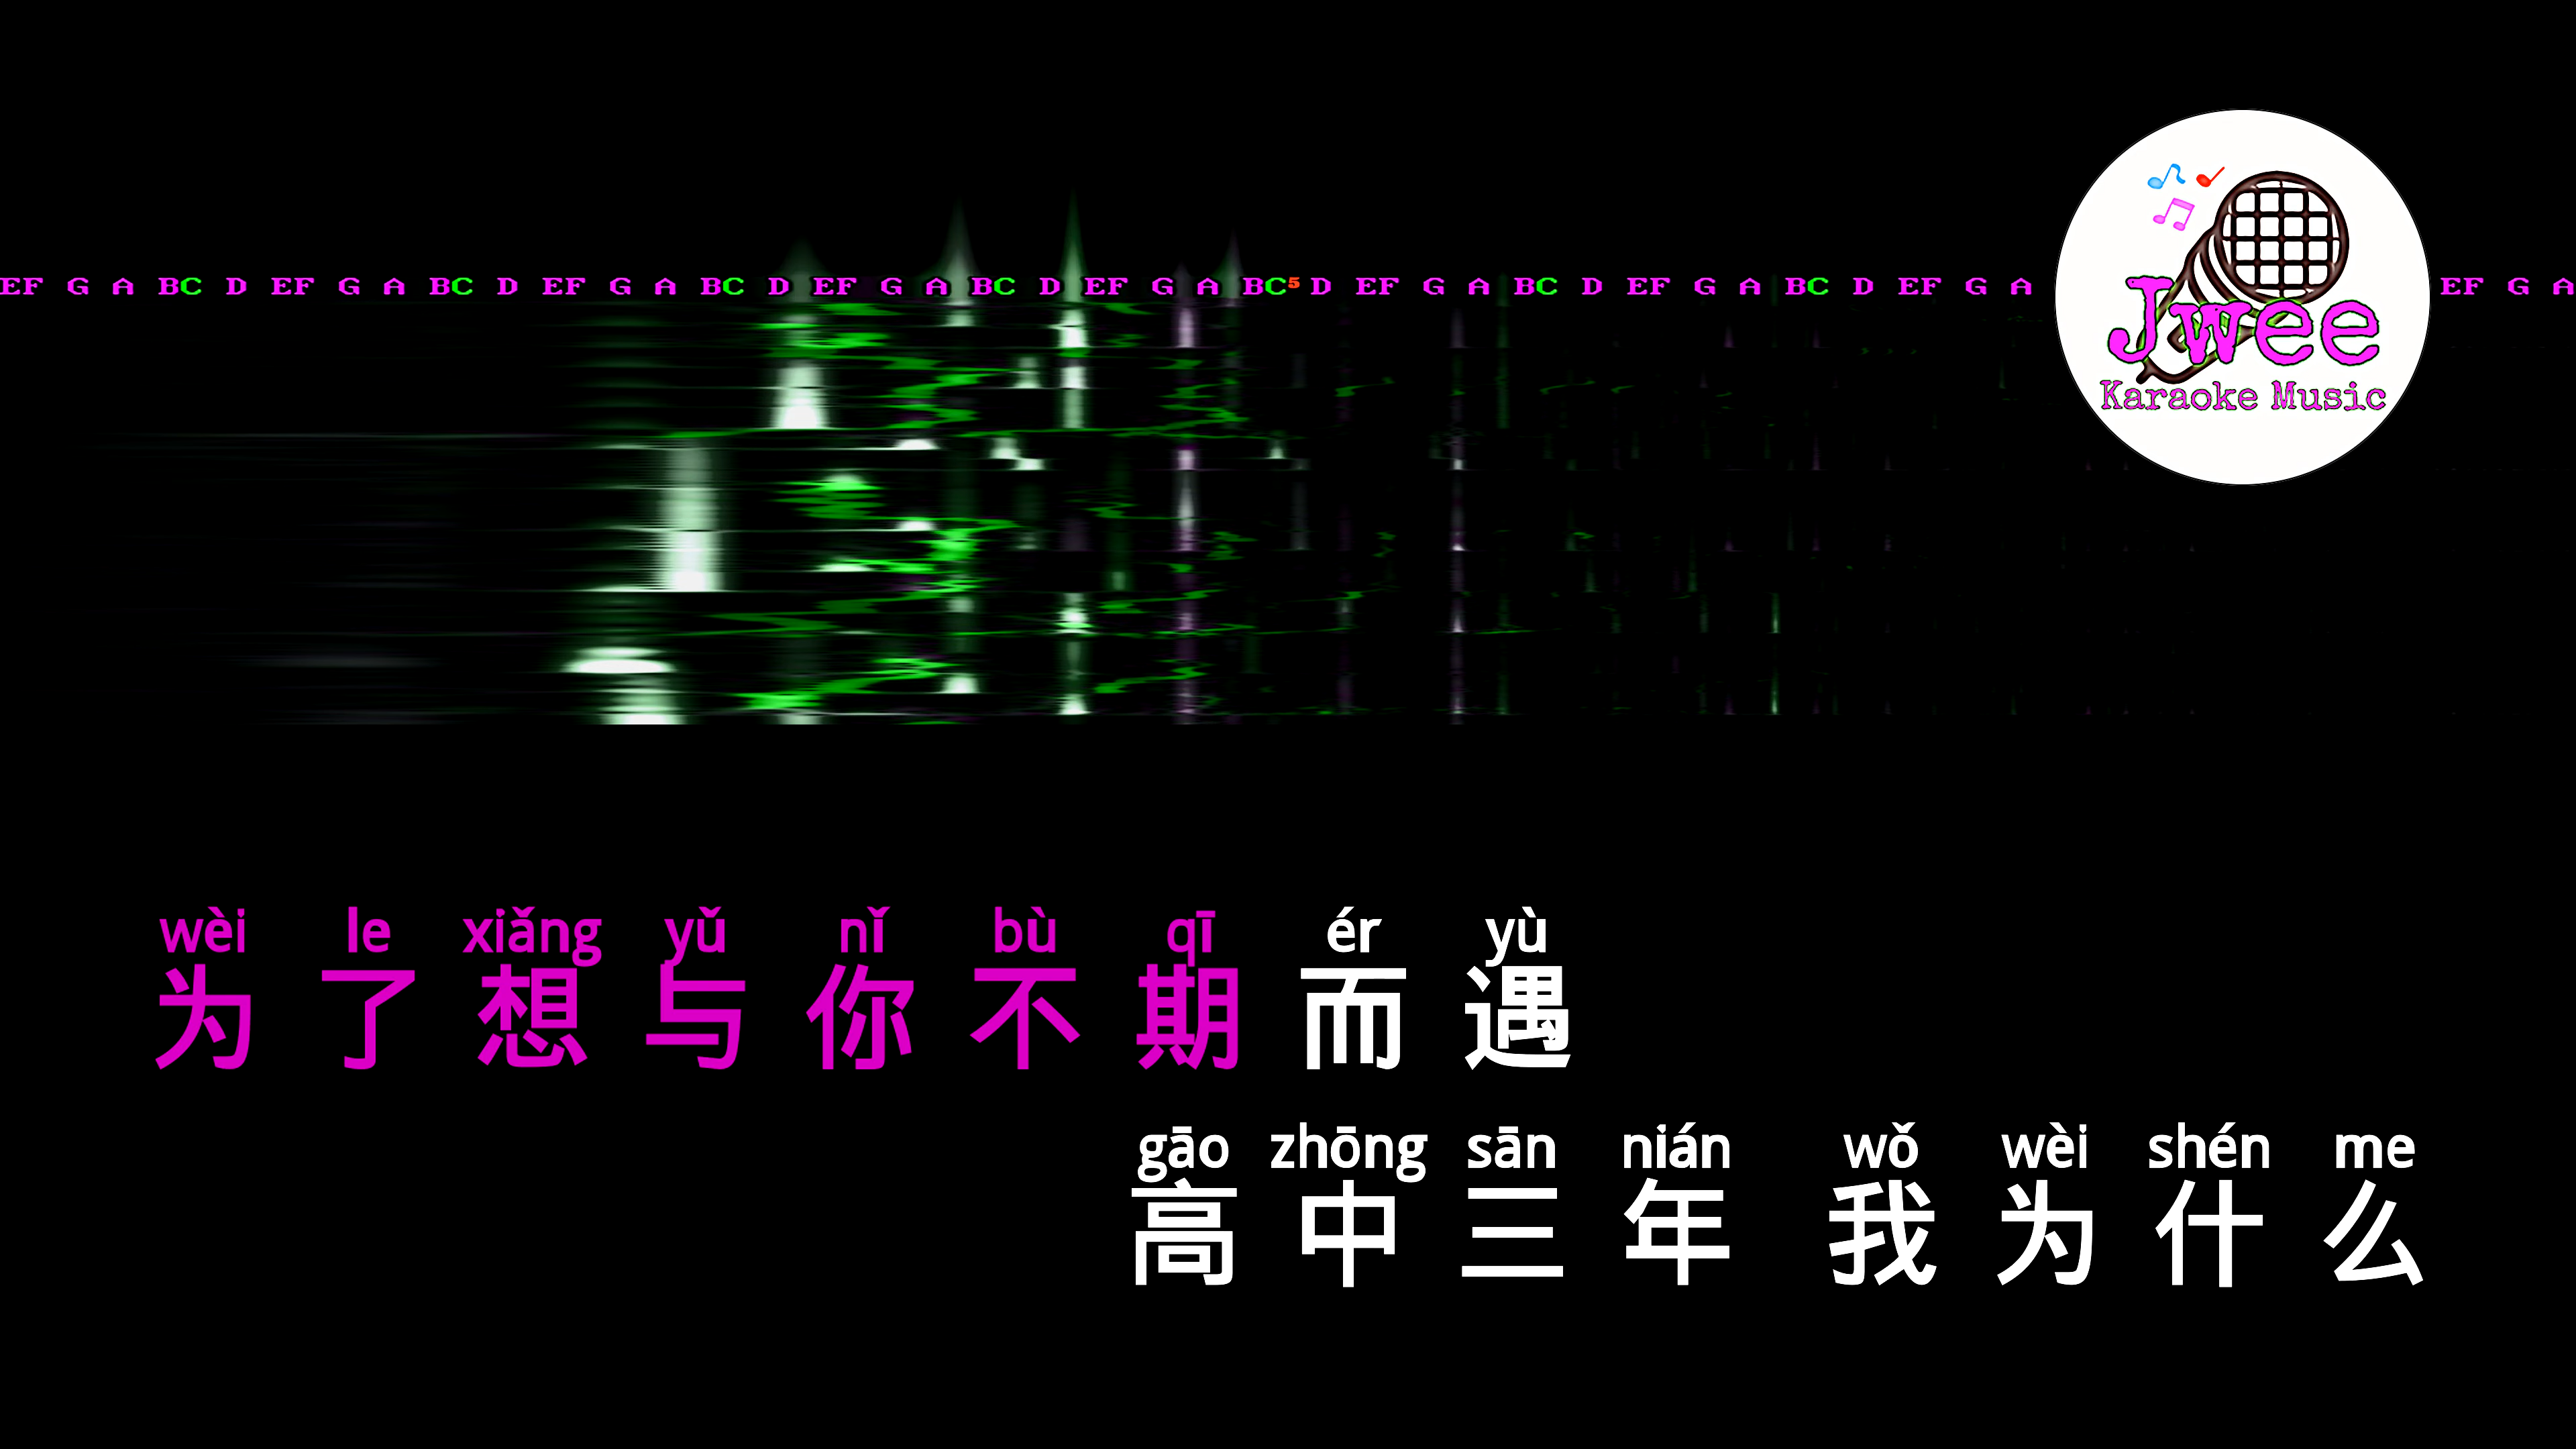 EF G A BC D EF G A BC D EF G A BC D EF G A BC D EF G A BC5 D EF G A BC D EF G A BC D EF G A EF G A
Jwee
Karaoke Music
wèi le xiǎng yǔ nǐ bù qī ér yù
为了想与你不期而遇
gāo zhōng sān nián wǒ wèi shén me
高中三年 我为什么